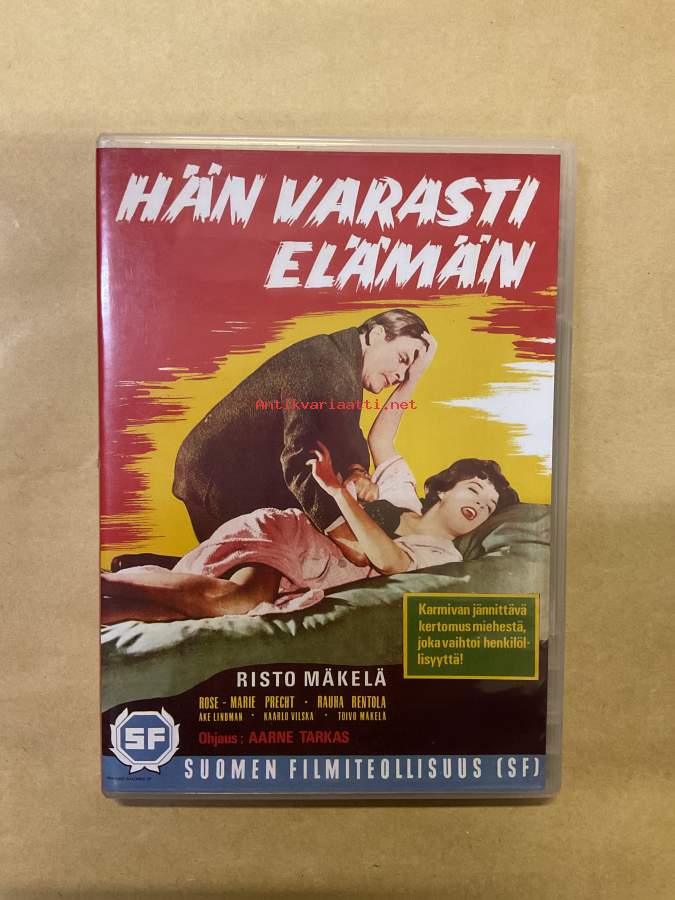 HÄN VARASTI
ELÄMÄN
Antikvariaatti.net
Karmivan jännittävä
kertomus miehestä,
joka vaihtoi henkilöl-
lisyyttä!
RISTO MÄKELÄ
ROSE - MARIE PRECHT · RAUHA RENTOLA
ÅKE LINDMAN · KAARLO VILSKA · TOIVO MÄKELÄ
Ohjaus: AARNE TARKAS
SF
SUOMEN FILMITEOLLISUUS (SF)